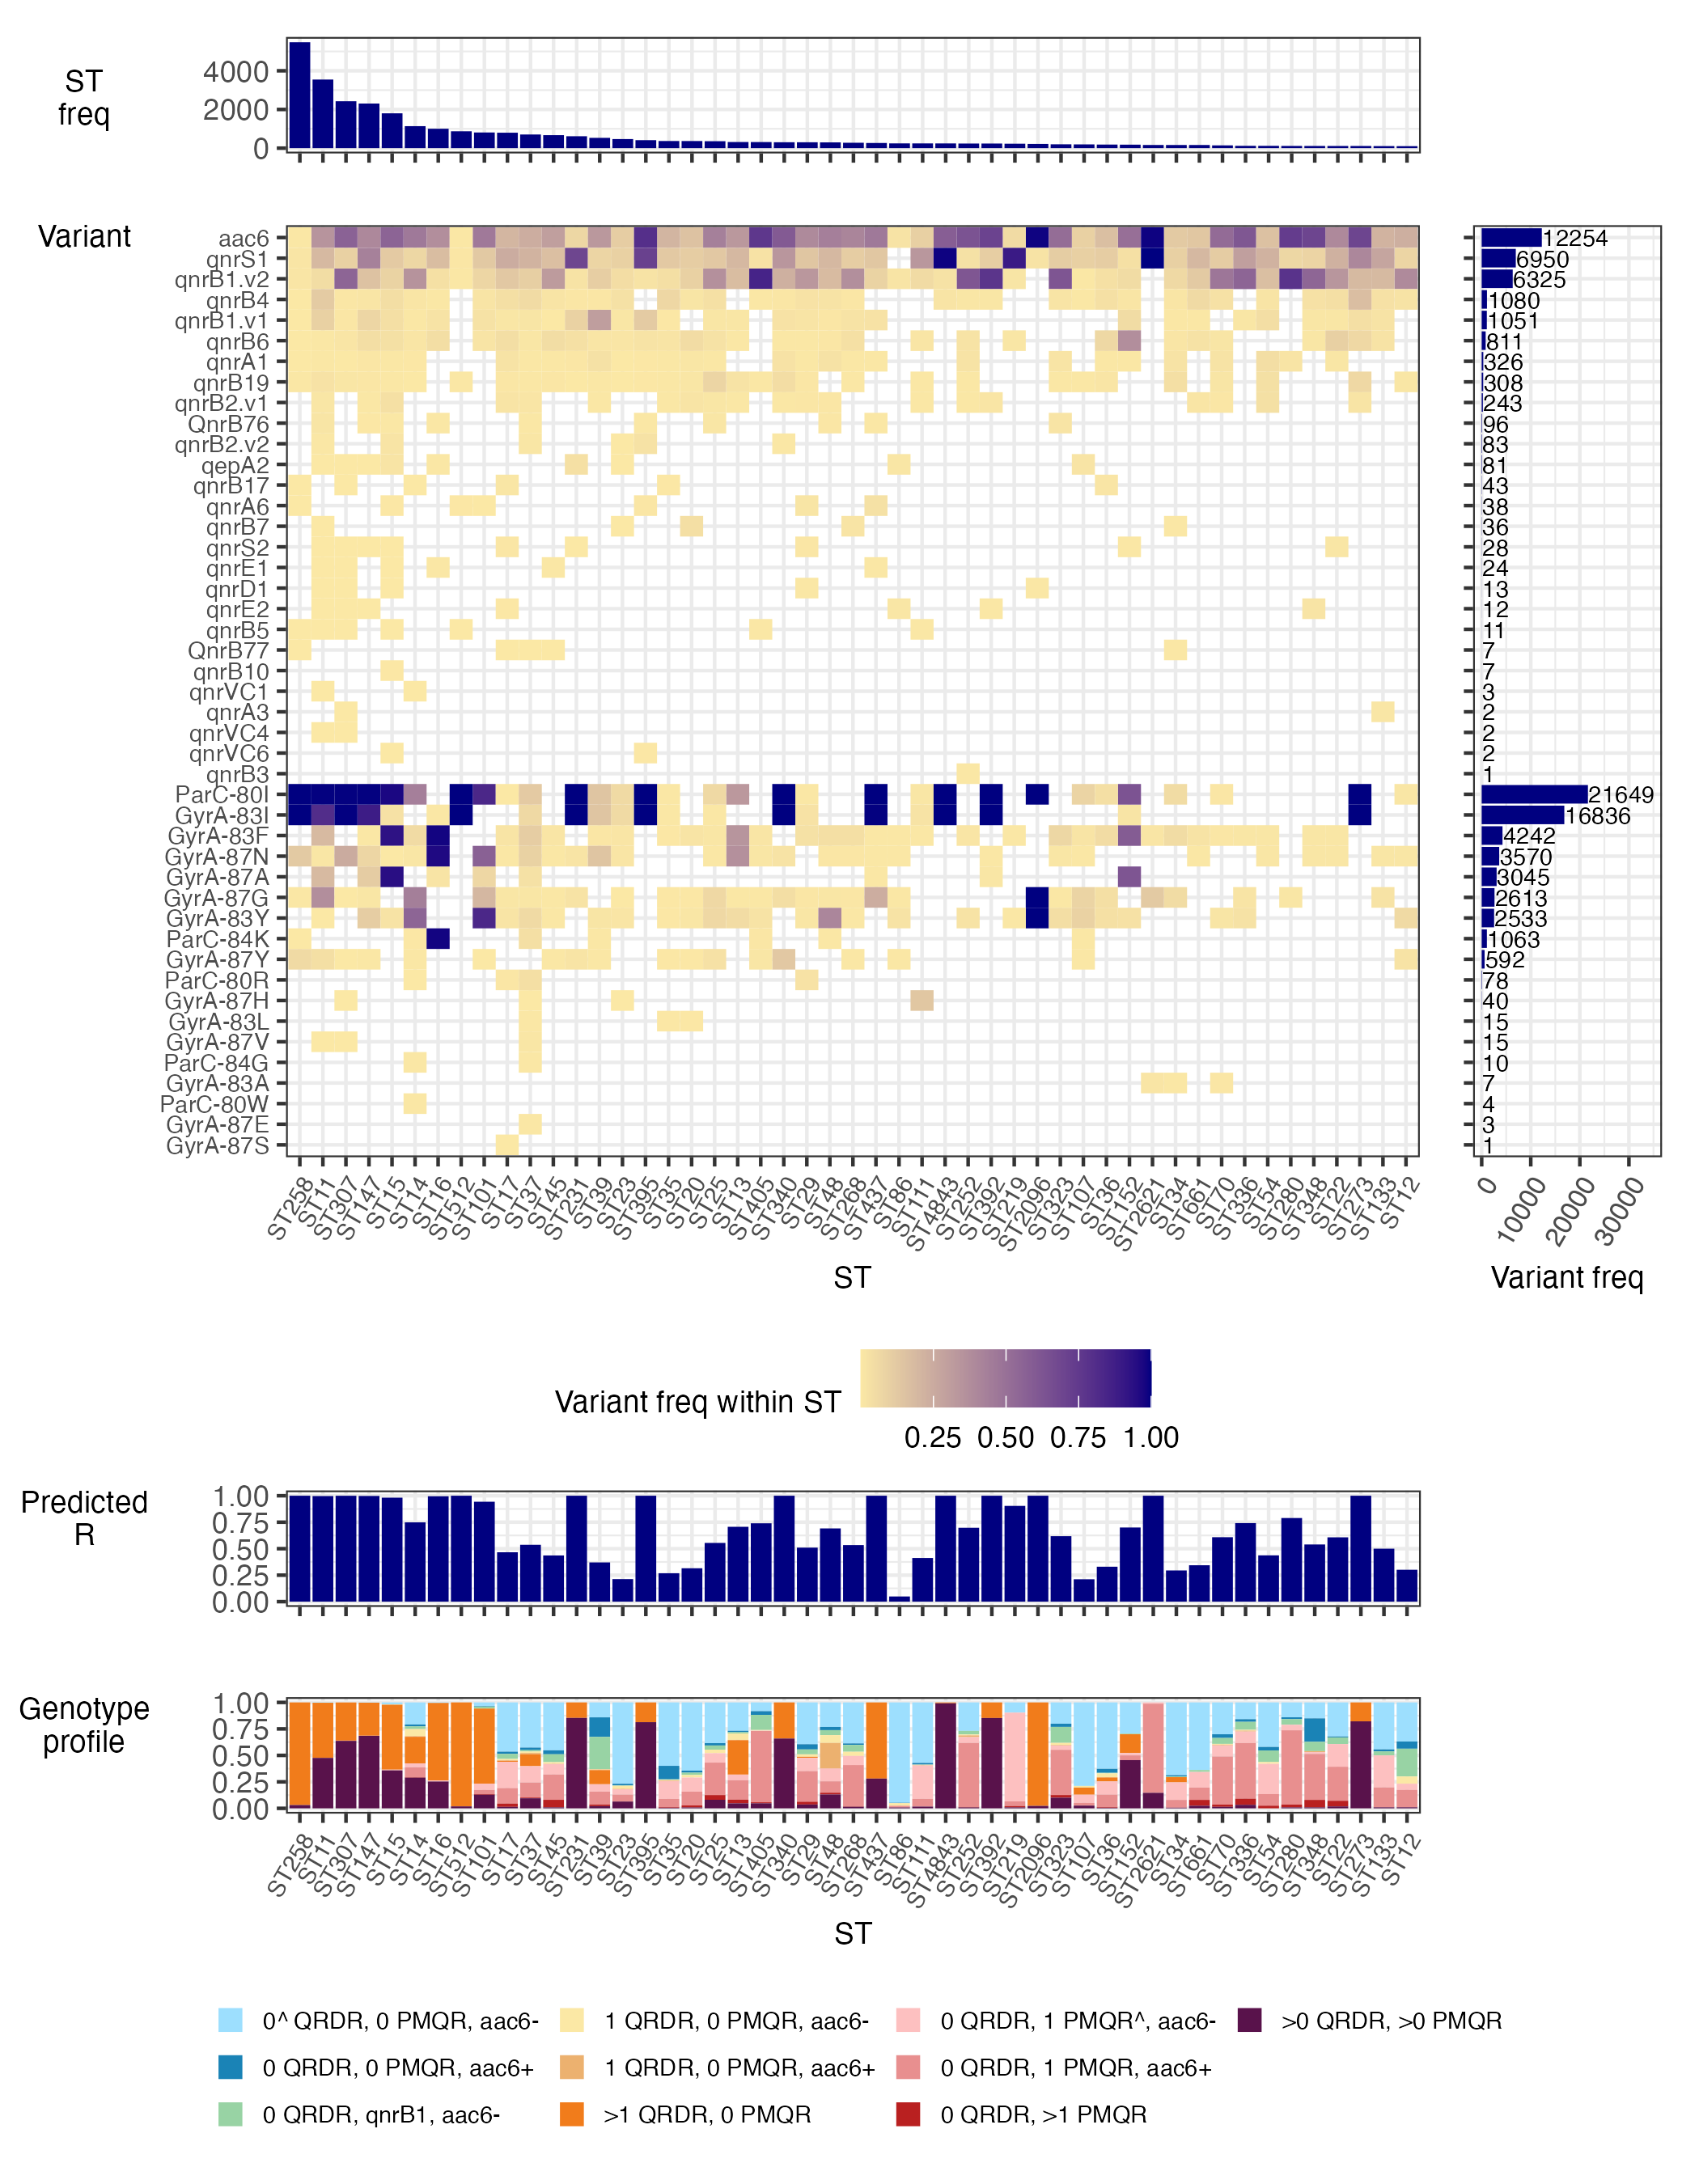 ST
freq
4000
2000
0
Variant
aac6
qnrS1
qnrB1.v2
qnrB4
qnrB1.v1
qnrB6
qnrA1
qnrB19
qnrB2.v1
QnrB76
qnrB2.v2
qepA2
qnrB17
qnrA6
qnrB7
qnrS2
qnrE1
qnrD1
qnrE2
qnrB5
QnrB77
qnrB10
qnrVC1
qnrA3
qnrVC4
qnrVC6
qnrB3
ParC-80I
GyrA-83I
GyrA-83F
GyrA-87N
GyrA-87A
GyrA-87G
GyrA-83Y
ParC-84K
GyrA-87Y
ParC-80R
GyrA-87H
GyrA-83L
GyrA-87V
ParC-84G
GyrA-83A
ParC-80W
GyrA-87E
GyrA-87S
12254
6950
6325
1080
1051
811
326
308
243
96
83
81
43
38
36
28
24
13
12
11
7
7
3
2
2
2
1
21649
16836
4242
3570
3045
2613
2533
1063
592
78
40
15
15
10
7
4
3
1
ST258 ST11 ST307 ST147 ST15 ST14 ST16 ST512 ST101 ST17 ST37 ST45 ST231 ST39 ST23 ST395 ST35 ST20 ST25 ST13 ST405 ST340 ST29 ST48 ST268 ST437 ST86 ST111 ST4843 ST252 ST392 ST219 ST2096 ST323 ST107 ST36 ST152 ST2621 ST34 ST661 ST70 ST336 ST54 ST280 ST348 ST22 ST273 ST133 ST12
0 10000 20000 30000
ST
Variant freq
Variant freq within ST
0.25 0.50 0.75 1.00
Predicted
R
1.00
0.75
0.50
0.25
0.00
Genotype
profile
1.00
0.75
0.50
0.25
0.00
ST258 ST11 ST307 ST147 ST15 ST14 ST16 ST512 ST101 ST17 ST37 ST45 ST231 ST39 ST23 ST395 ST35 ST20 ST25 ST13 ST405 ST340 ST29 ST48 ST268 ST437 ST86 ST111 ST4843 ST252 ST392 ST219 ST2096 ST323 ST107 ST36 ST152 ST2621 ST34 ST661 ST70 ST336 ST54 ST280 ST348 ST22 ST273 ST133 ST12
ST
0^ QRDR, 0 PMQR, aac6-
0 QRDR, 0 PMQR, aac6+
0 QRDR, qnrB1, aac6-
1 QRDR, 0 PMQR, aac6-
1 QRDR, 0 PMQR, aac6+
>1 QRDR, 0 PMQR
0 QRDR, 1 PMQR^, aac6-
0 QRDR, 1 PMQR, aac6+
0 QRDR, >1 PMQR
>0 QRDR, >0 PMQR